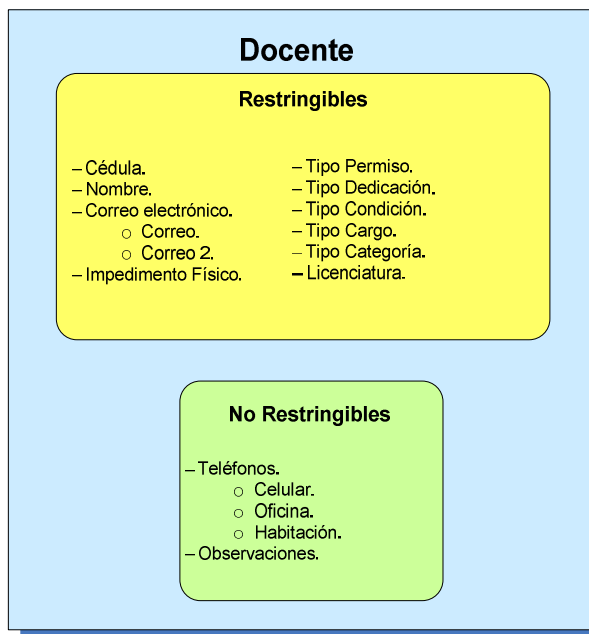 Docente
Restringibles
– Cédula.
– Nombre.
– Correo electrónico.
o Correo.
o Correo 2.
– Impedimento Físico.
– Tipo Permiso.
– Tipo Dedicación.
– Tipo Condición.
– Tipo Cargo.
– Tipo Categoría.
– Licenciatura.
No Restringibles
– Teléfonos.
o Celular.
o Oficina.
o Habitación.
– Observaciones.